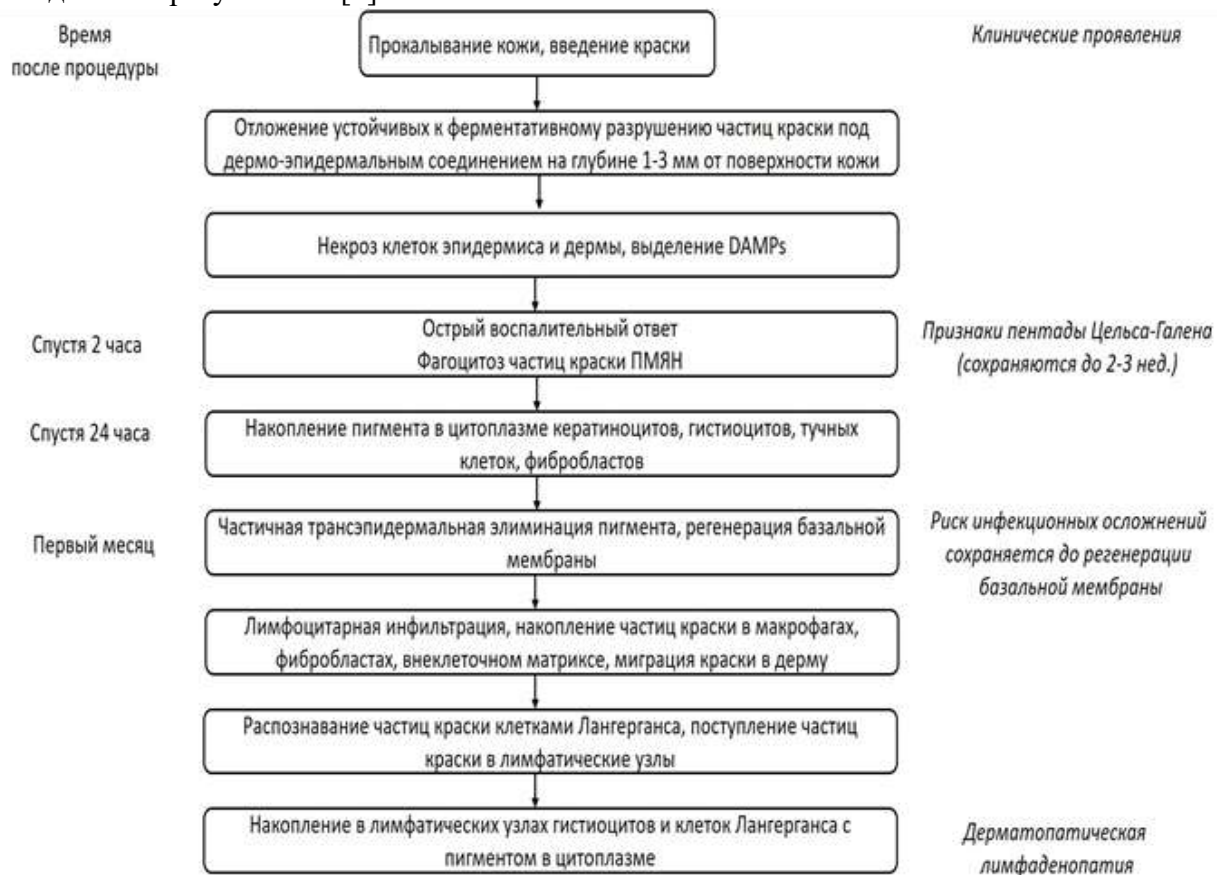 Время
после процедуры
Прокалывание кожи, введение краски
Клинические проявления
Отложение устойчивых к ферментативному разрушению частиц краски под
дермо-эпидермальным соединением на глубине 1-3 мм от поверхности кожи
Некроз клеток эпидермиса и дермы, выделение DAMPs
Спустя 2 часа
Острый воспалительный ответ
Фагоцитоз частиц краски ПМЯН
Признаки пентады Цельса-Галена
(сохраняются до 2-3 нед.)
Спустя 24 часа
Накопление пигмента в цитоплазме кератиноцитов, гистиоцитов, тучных
клеток, фибробластов
Первый месяц
Частичная трансэпидермальная элиминация пигмента, регенерация базальной
мембраны
Риск инфекционных осложнений
сохраняется до регенерации
базальной мембраны
Лимфоцитарная инфильтрация, накопление частиц краски в макрофагах,
фибробластах, внеклеточном матриксе, миграция краски в дерму
Распознавание частиц краски клетками Лангерганса, поступление частиц
краски в лимфатические узлы
Накопление в лимфатических узлах гистиоцитов и клеток Лангерганса с
пигментом в цитоплазме
Дерматопатическая
лимфаденопатия